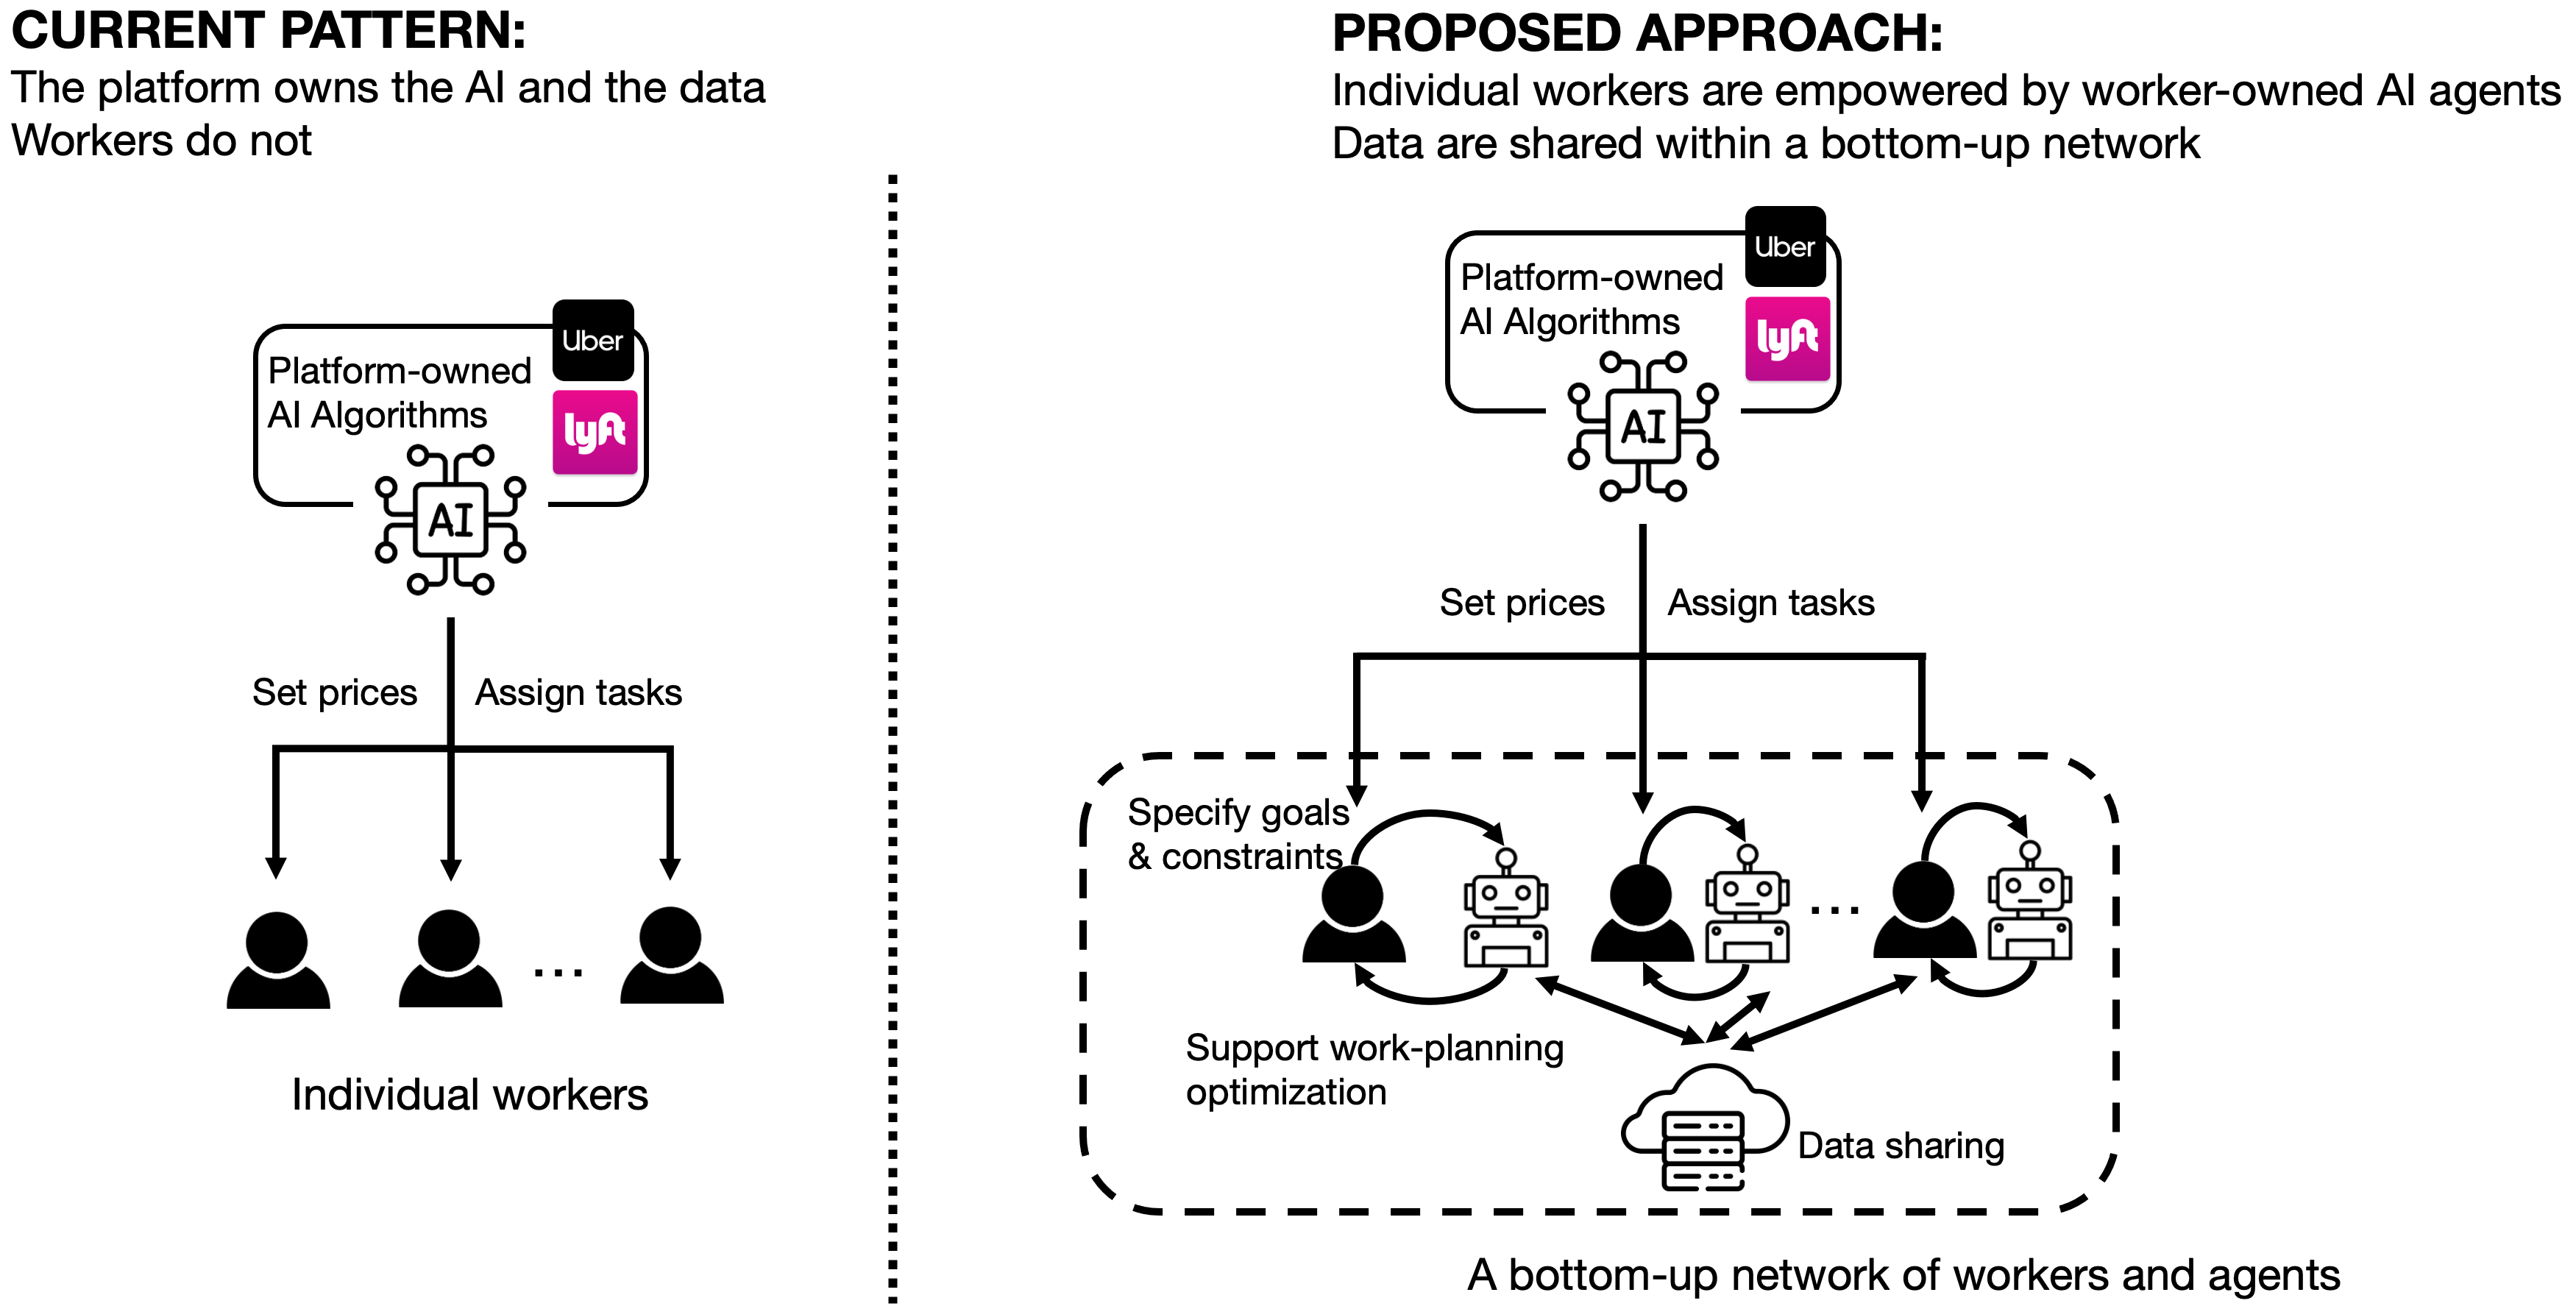 CURRENT PATTERN:
The platform owns the AI and the data
Workers do not
Platform-owned
AI Algorithms
Uber
lyft
AI
Set prices
Assign tasks
...
Individual workers
PROPOSED APPROACH:
Individual workers are empowered by worker-owned AI agents
Data are shared within a bottom-up network
Platform-owned
AI Algorithms
Uber
lyft
AI
Set prices
Assign tasks
Specify goals
& constraints
...
Support work-planning
optimization
Data sharing
A bottom-up network of workers and agents